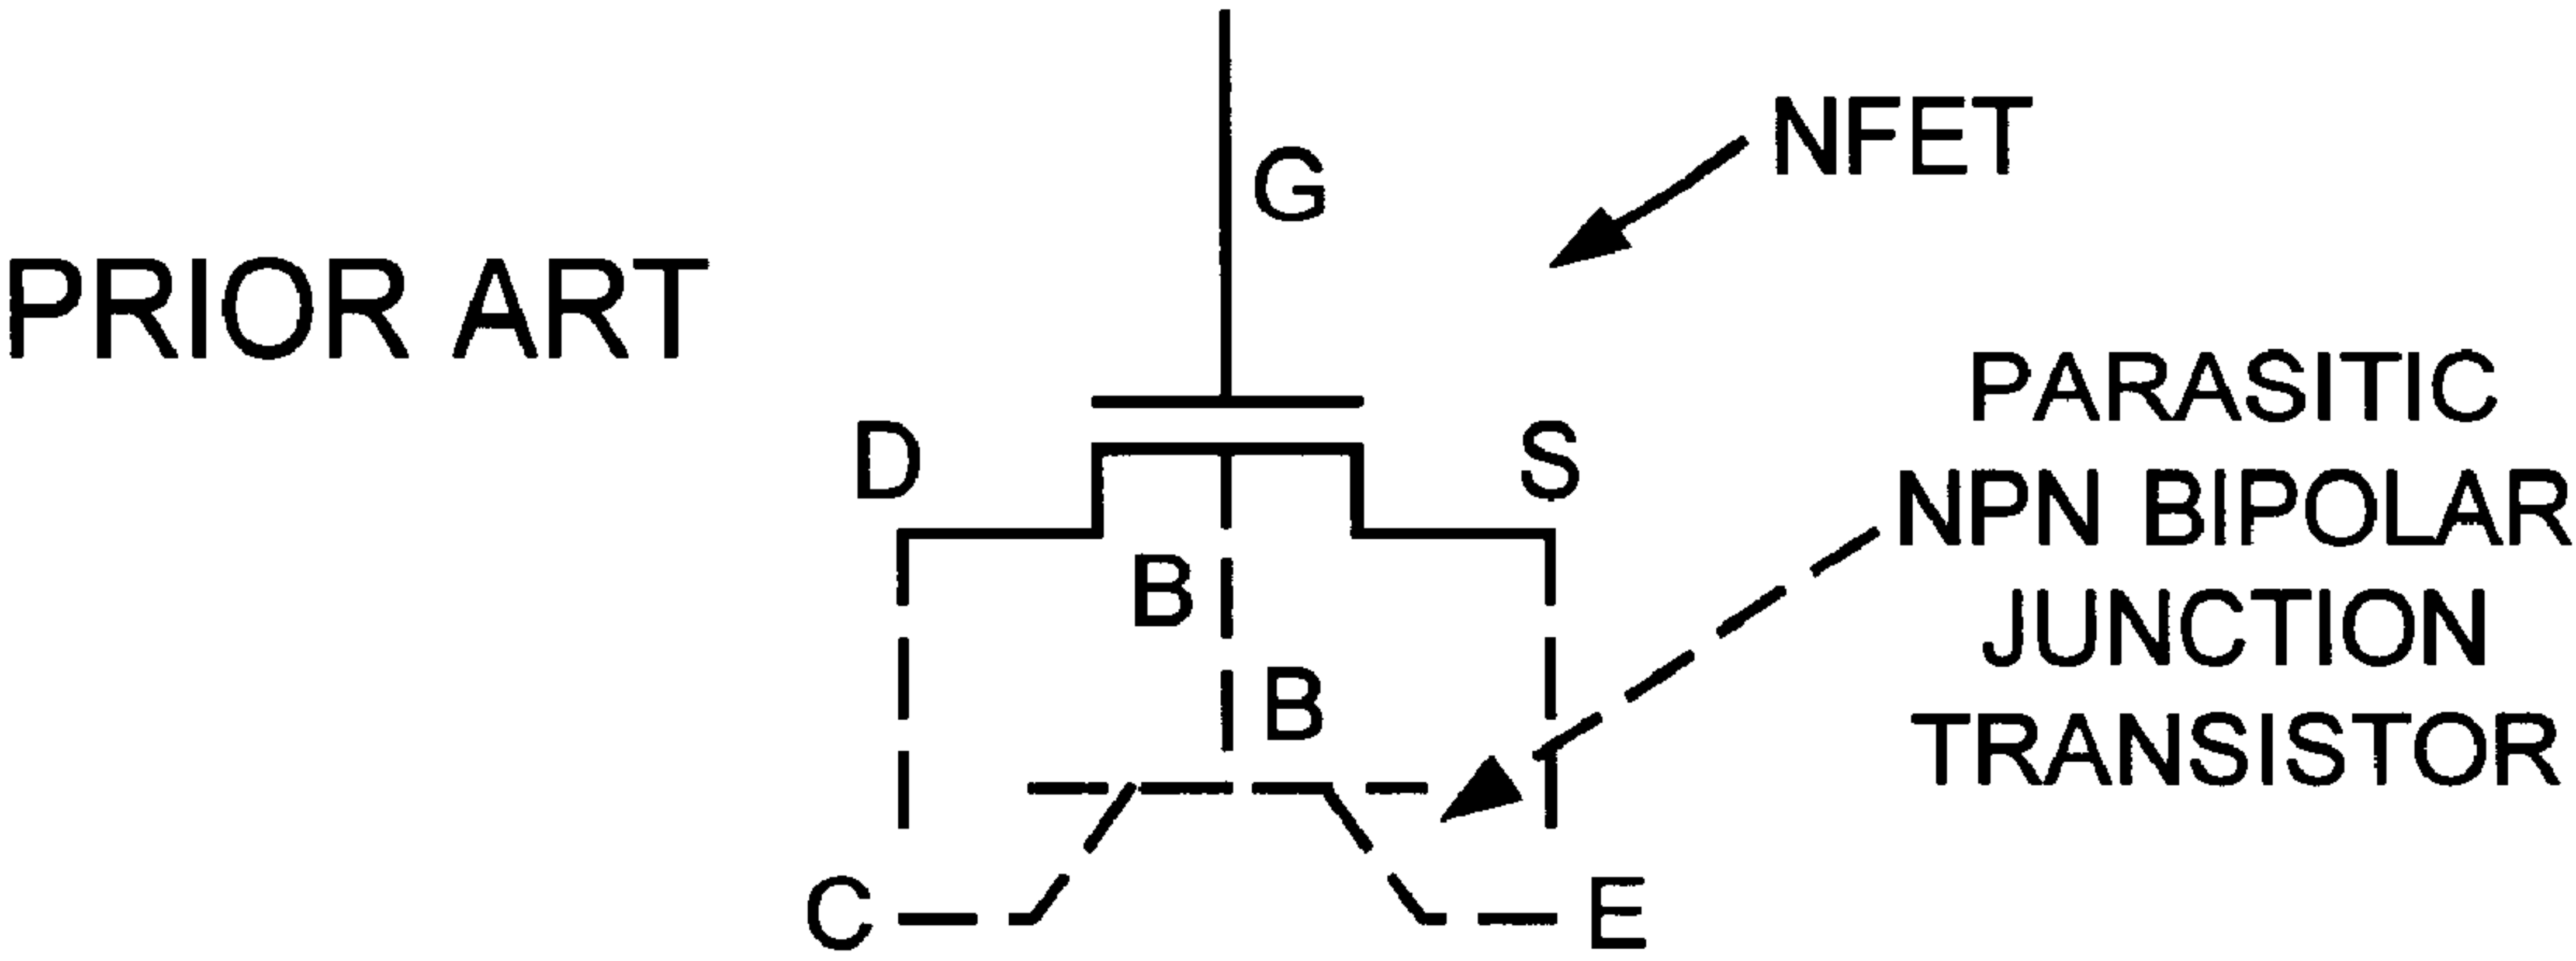 NFET
G
PRIOR ART
PARASITIC
D
S
NPN BIPOLAR
B
JUNCTION
B
TRANSISTOR
C
E